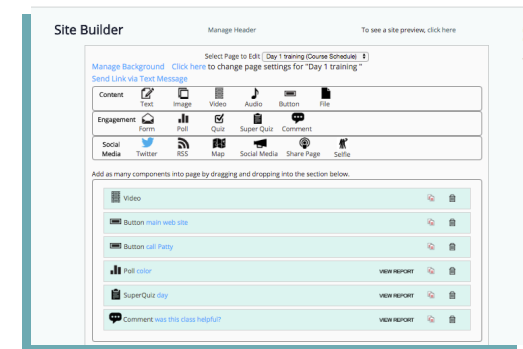 Site Builder
Manage Header
To see a site preview, click here
Select Page to Edit Day 1 training (Course Schedule)
Manage Background Click here to change page settings for "Day 1 training "
Send Link via Text Message
Content
Text Image Video Audio Button File
Engagement
Form Poll Quiz Super Quiz Comment
Social Media
Twitter RSS Map Social Media Share Page Selfie
Add as many components into page by dragging and dropping into the section below.
Video
Button main web site
Button call Patty
Poll color VIEW REPORT
SuperQuiz day VIEW REPORT
Comment was this class helpful? VIEW REPORT